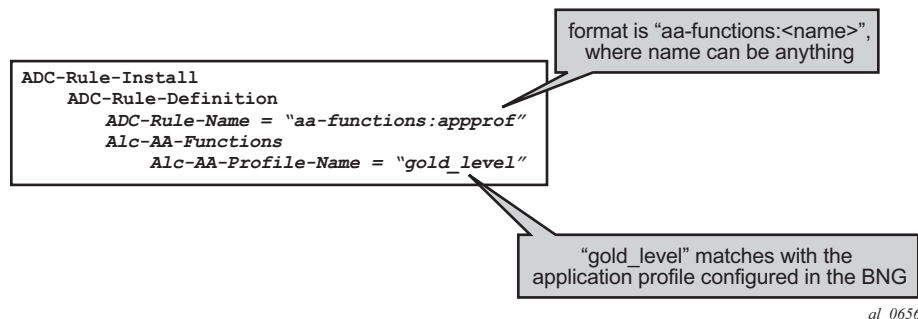 format is “aa-functions:<name>”,
where name can be anything
ADC-Rule-Install
ADC-Rule-Definition
ADC-Rule-Name = “aa-functions:appprof”
Alc-AA-Functions
Alc-AA-Profile-Name = “gold_level”
“gold_level” matches with the
application profile configured in the BNG
al_0656